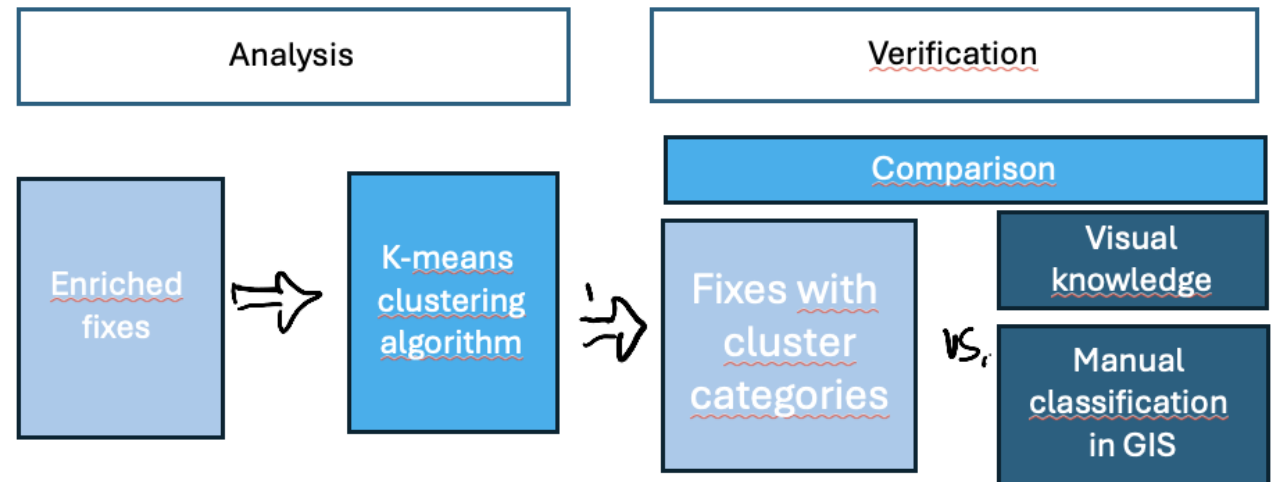 Analysis
Verification
Comparison
Enriched
fixes
K-means
clustering
algorithm
Fixes with
cluster
categories
vs.
Visual
knowledge
Manual
classification
in GIS